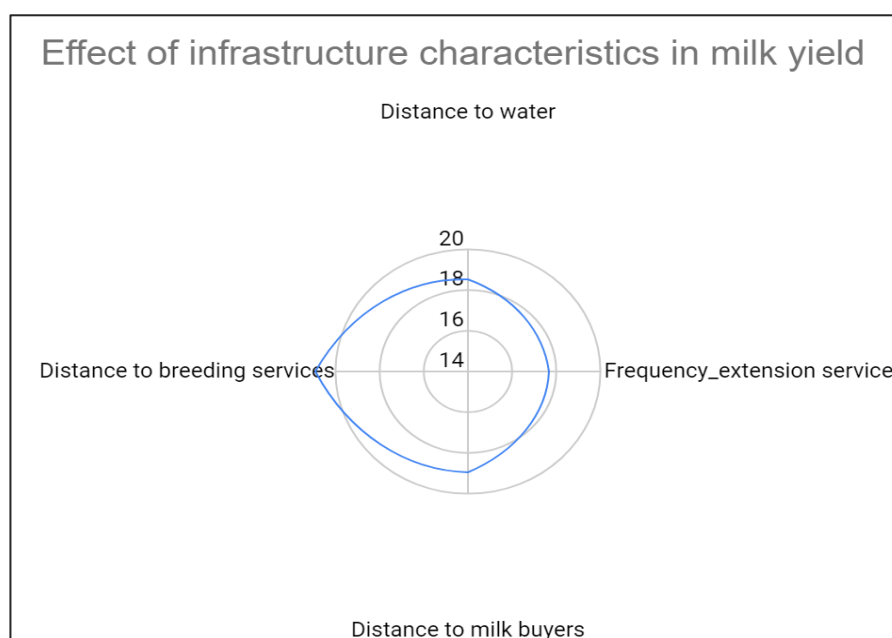 Effect of infrastructure characteristics in milk yield
Distance to water
20
18
16
14
Distance to breeding services
Frequency_extension service
Distance to milk buyers